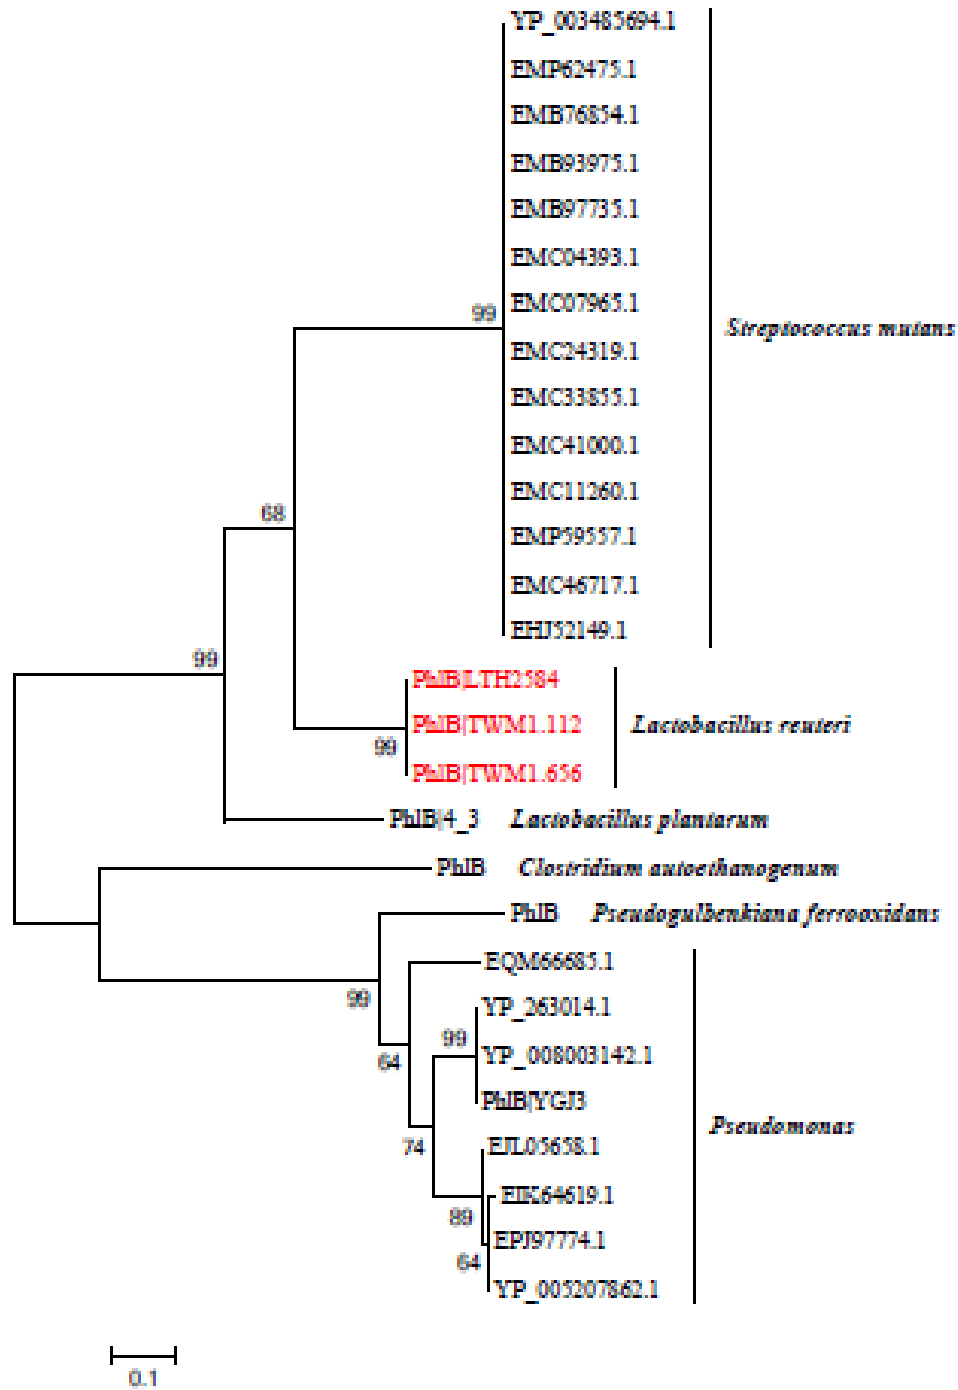 YP_003485694.1
EMP62475.1
EMB76854.1
EMB93975.1
EMB97735.1
EMC04393.1
EMC07965.1
99
Streptococcus mutans
EMC24319.1
EMC33855.1
EMC41000.1
EMC11260.1
68
EMP59557.1
EMC46717.1
EHJ52149.1
99
PhlB|LTH2584
PhlB|TWM1.112
Lactobacillus reuteri
99
PhlB|TWM1.656
PhlB|4_3 Lactobacillus plantarum
PhlB Clostridium autoethanogenum
PhlB Pseudogulbenkiana ferrooxidans
EQM66685.1
99
YP_263014.1
99
YP_008003142.1
64
PhlB|YGJ3
Pseudomonas
74
EJL05658.1
EIK64619.1
89
EPJ97774.1
64
YP_005207862.1
0.1